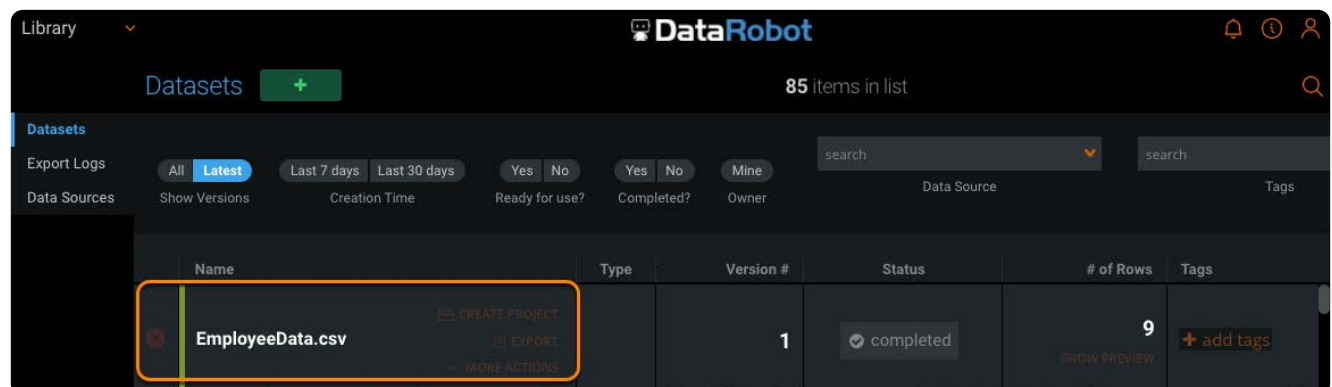 Library
DataRobot
Datasets
+
85 items in list
Datasets
Export Logs
Data Sources
All Latest
Show Versions
Last 7 days Last 30 days
Creation Time
Yes No
Ready for use?
Yes No
Completed?
Mine
Owner
search
Data Source
search
Tags
Name Type Version # Status # of Rows Tags
CREATE PROJECT
EmployeeData.csv
EXPORT
MORE ACTIONS
1
completed
9
SHOW PREVIEW
+ add tags